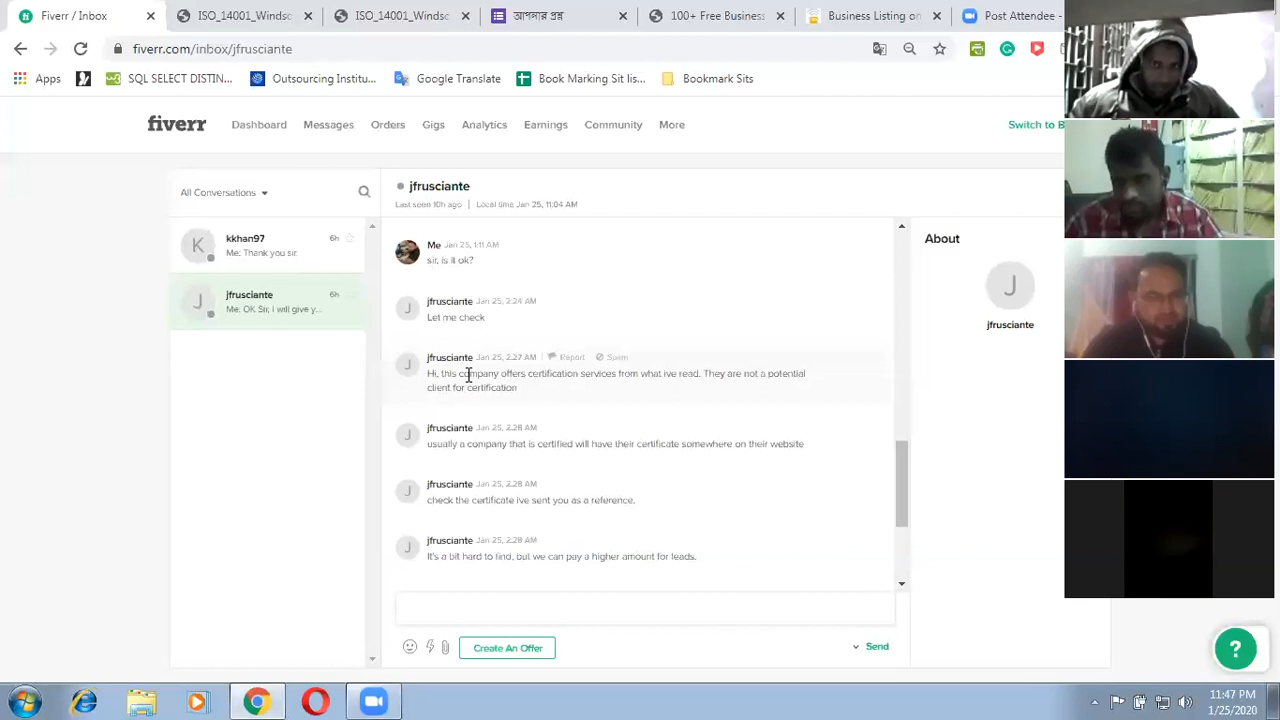 Fiverr / Inbox
ISO_14001_Windso
ISO_14001_Windso
100+ Free Busines
Business Listing on
Post Attendee -
fiverr.com/inbox/jfrusciante
Apps
SQL SELECT DISTIN...
Outsourcing Institu...
Google Translate
Book Marking Sit lis...
Bookmark Sits
fiverr
Dashboard
Messages
Orders
Gigs
Analytics
Earnings
Community
More
Switch to B
All Conversations
kkhan97
6h
Me: Thank you sir.
jfrusciante
6h
Me: OK Sir, I will give y...
jfrusciante
Last seen 10h ago | Local time Jan 25, 11:04 AM
Me Jan 25, 1:11 AM
sir, is it ok?
J
jfrusciante Jan 25, 2:24 AM
Let me check
J
jfrusciante Jan 25, 2:27 AM | Report Spam
Hi, this company offers certification services from what ive read. They are not a potential
client for certification
J
jfrusciante Jan 25, 2:28 AM
usually a company that is certified will have their certificate somewhere on their website
J
jfrusciante Jan 25, 2:28 AM
check the certificate ive sent you as a reference.
J
jfrusciante Jan 25, 2:28 AM
It's a bit hard to find, but we can pay a higher amount for leads.
Create An Offer
Send
About
J
jfrusciante
?
11:47 PM
1/25/2020